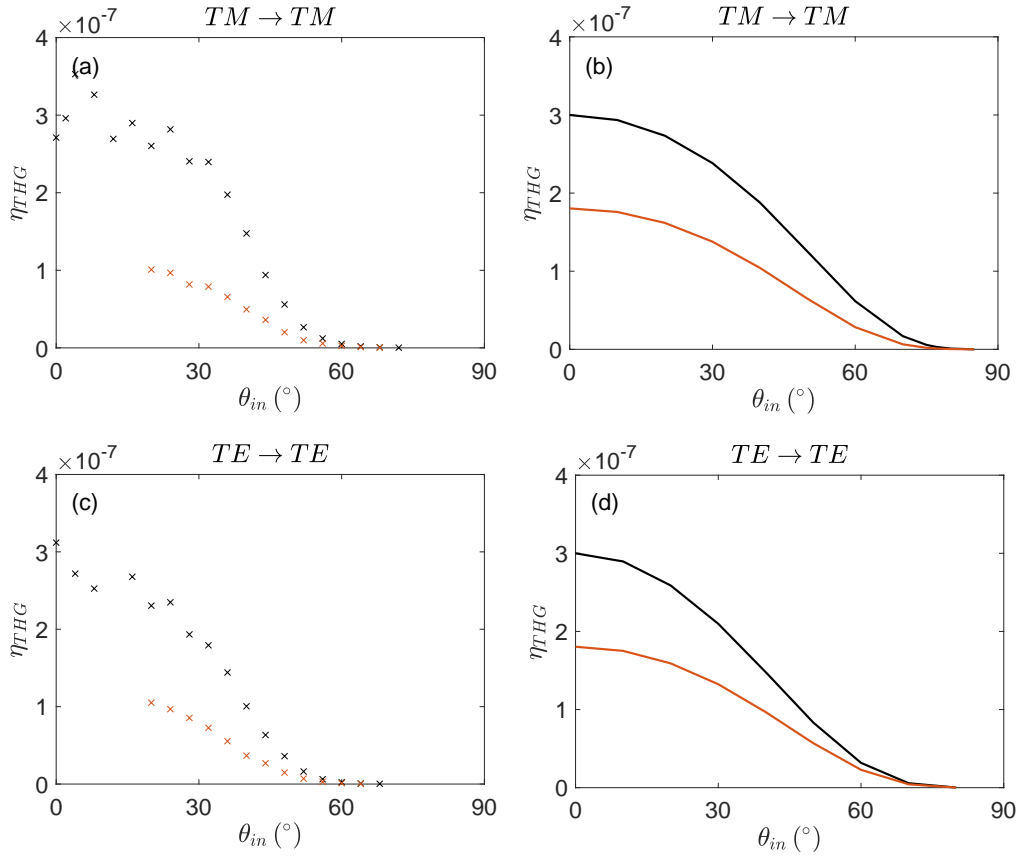 TM → TM
×10⁻⁷
(a)
4
3
2
1
0
η_THG
0 30 60 90
θ_in (°)
TM → TM
×10⁻⁷
(b)
4
3
2
1
0
η_THG
0 30 60 90
θ_in (°)
TE → TE
×10⁻⁷
(c)
4
3
2
1
0
η_THG
0 30 60 90
θ_in (°)
TE → TE
×10⁻⁷
(d)
4
3
2
1
0
η_THG
0 30 60 90
θ_in (°)